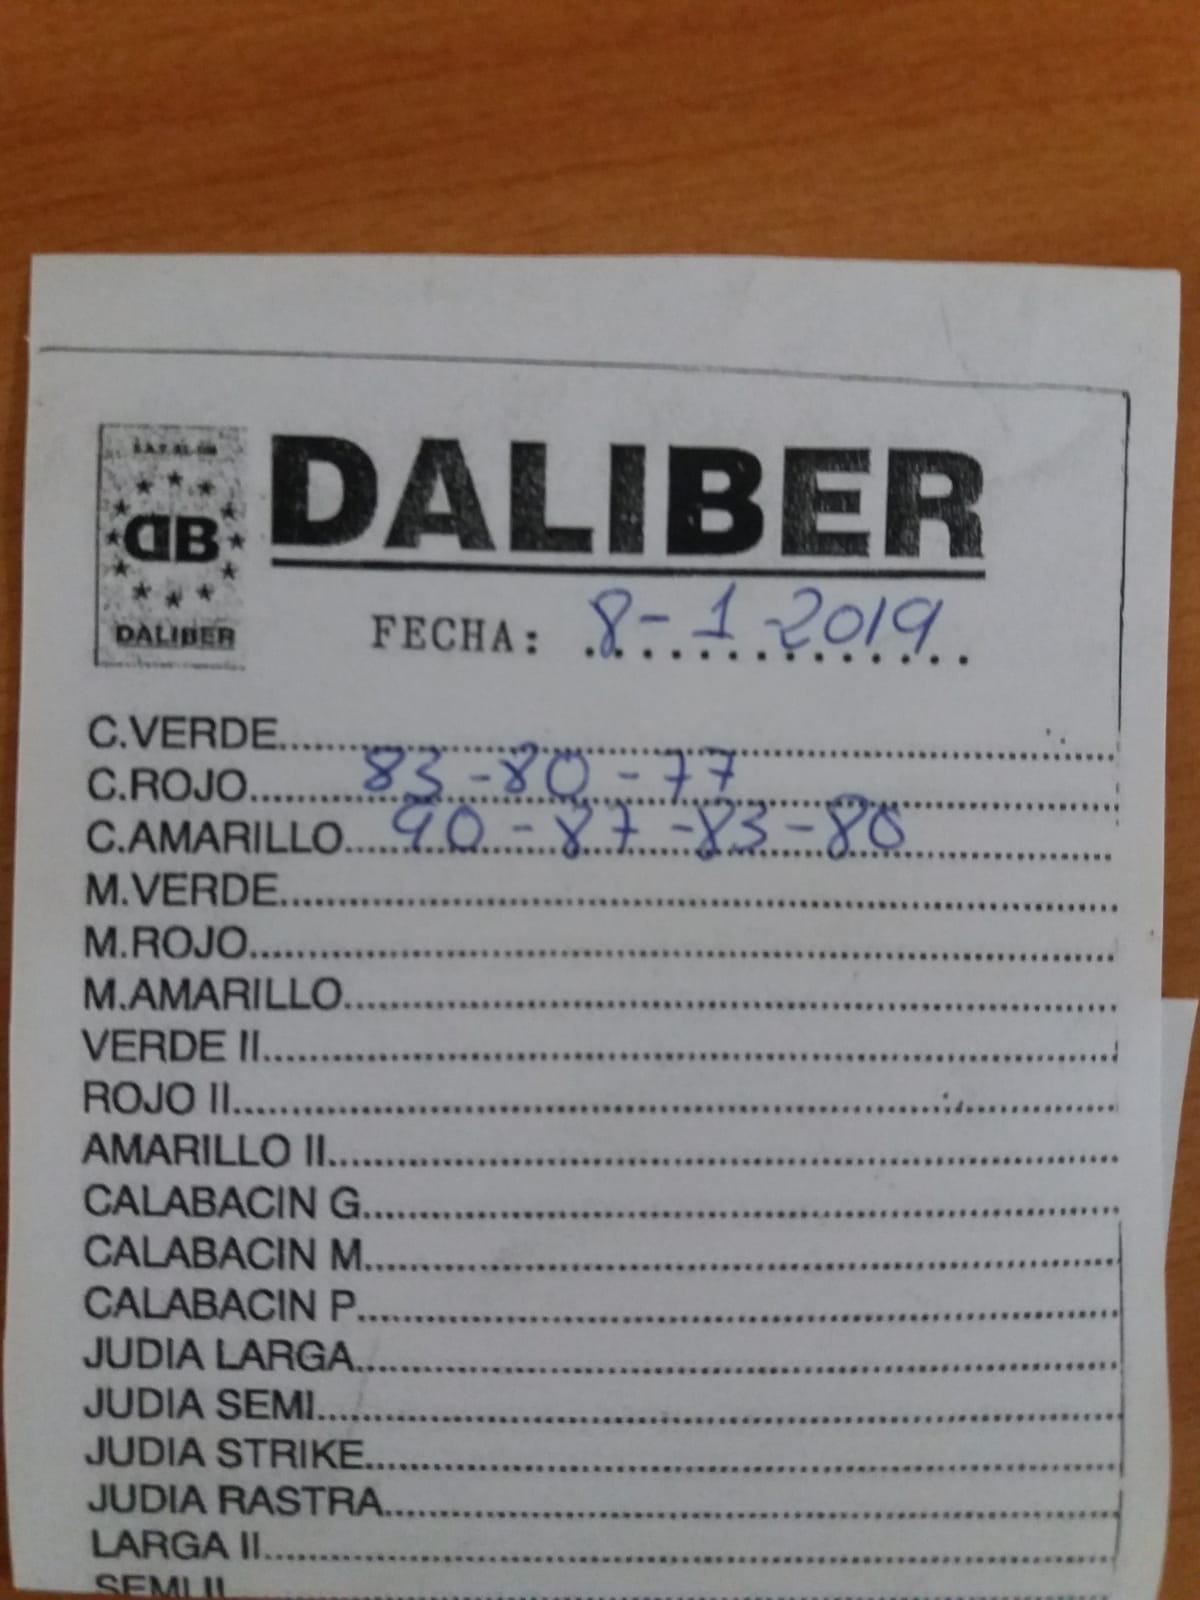 DB
DALIBER
DALIBER
FECHA: 8-1-2019
C.VERDE
C.ROJO 83-80-77
C.AMARILLO 90-87-83-80
M.VERDE
M.ROJO
M.AMARILLO
VERDE II
ROJO II
AMARILLO II
CALABACIN G
CALABACIN M
CALABACIN P
JUDIA LARGA
JUDIA SEMI
JUDIA STRIKE
JUDIA RASTRA
LARGA II
SEMI II